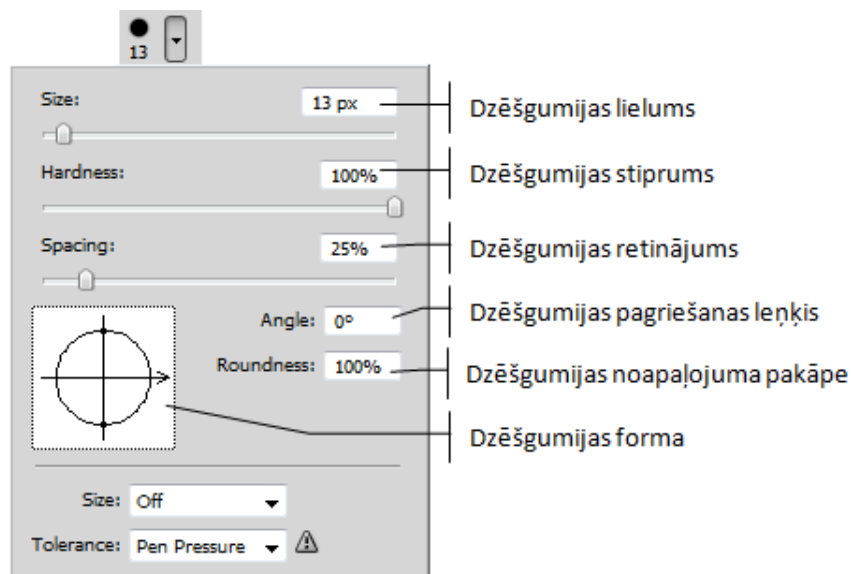 13
Size: 13 px Dzēšgumijas lielums
Hardness: 100% Dzēšgumijas stiprums
Spacing: 25% Dzēšgumijas retinājums
Angle: 0° Dzēšgumijas pagriešanas leņķis
Roundness: 100% Dzēšgumijas noapaļojuma pakāpe
Dzēšgumijas forma
Size: Off
Tolerance: Pen Pressure